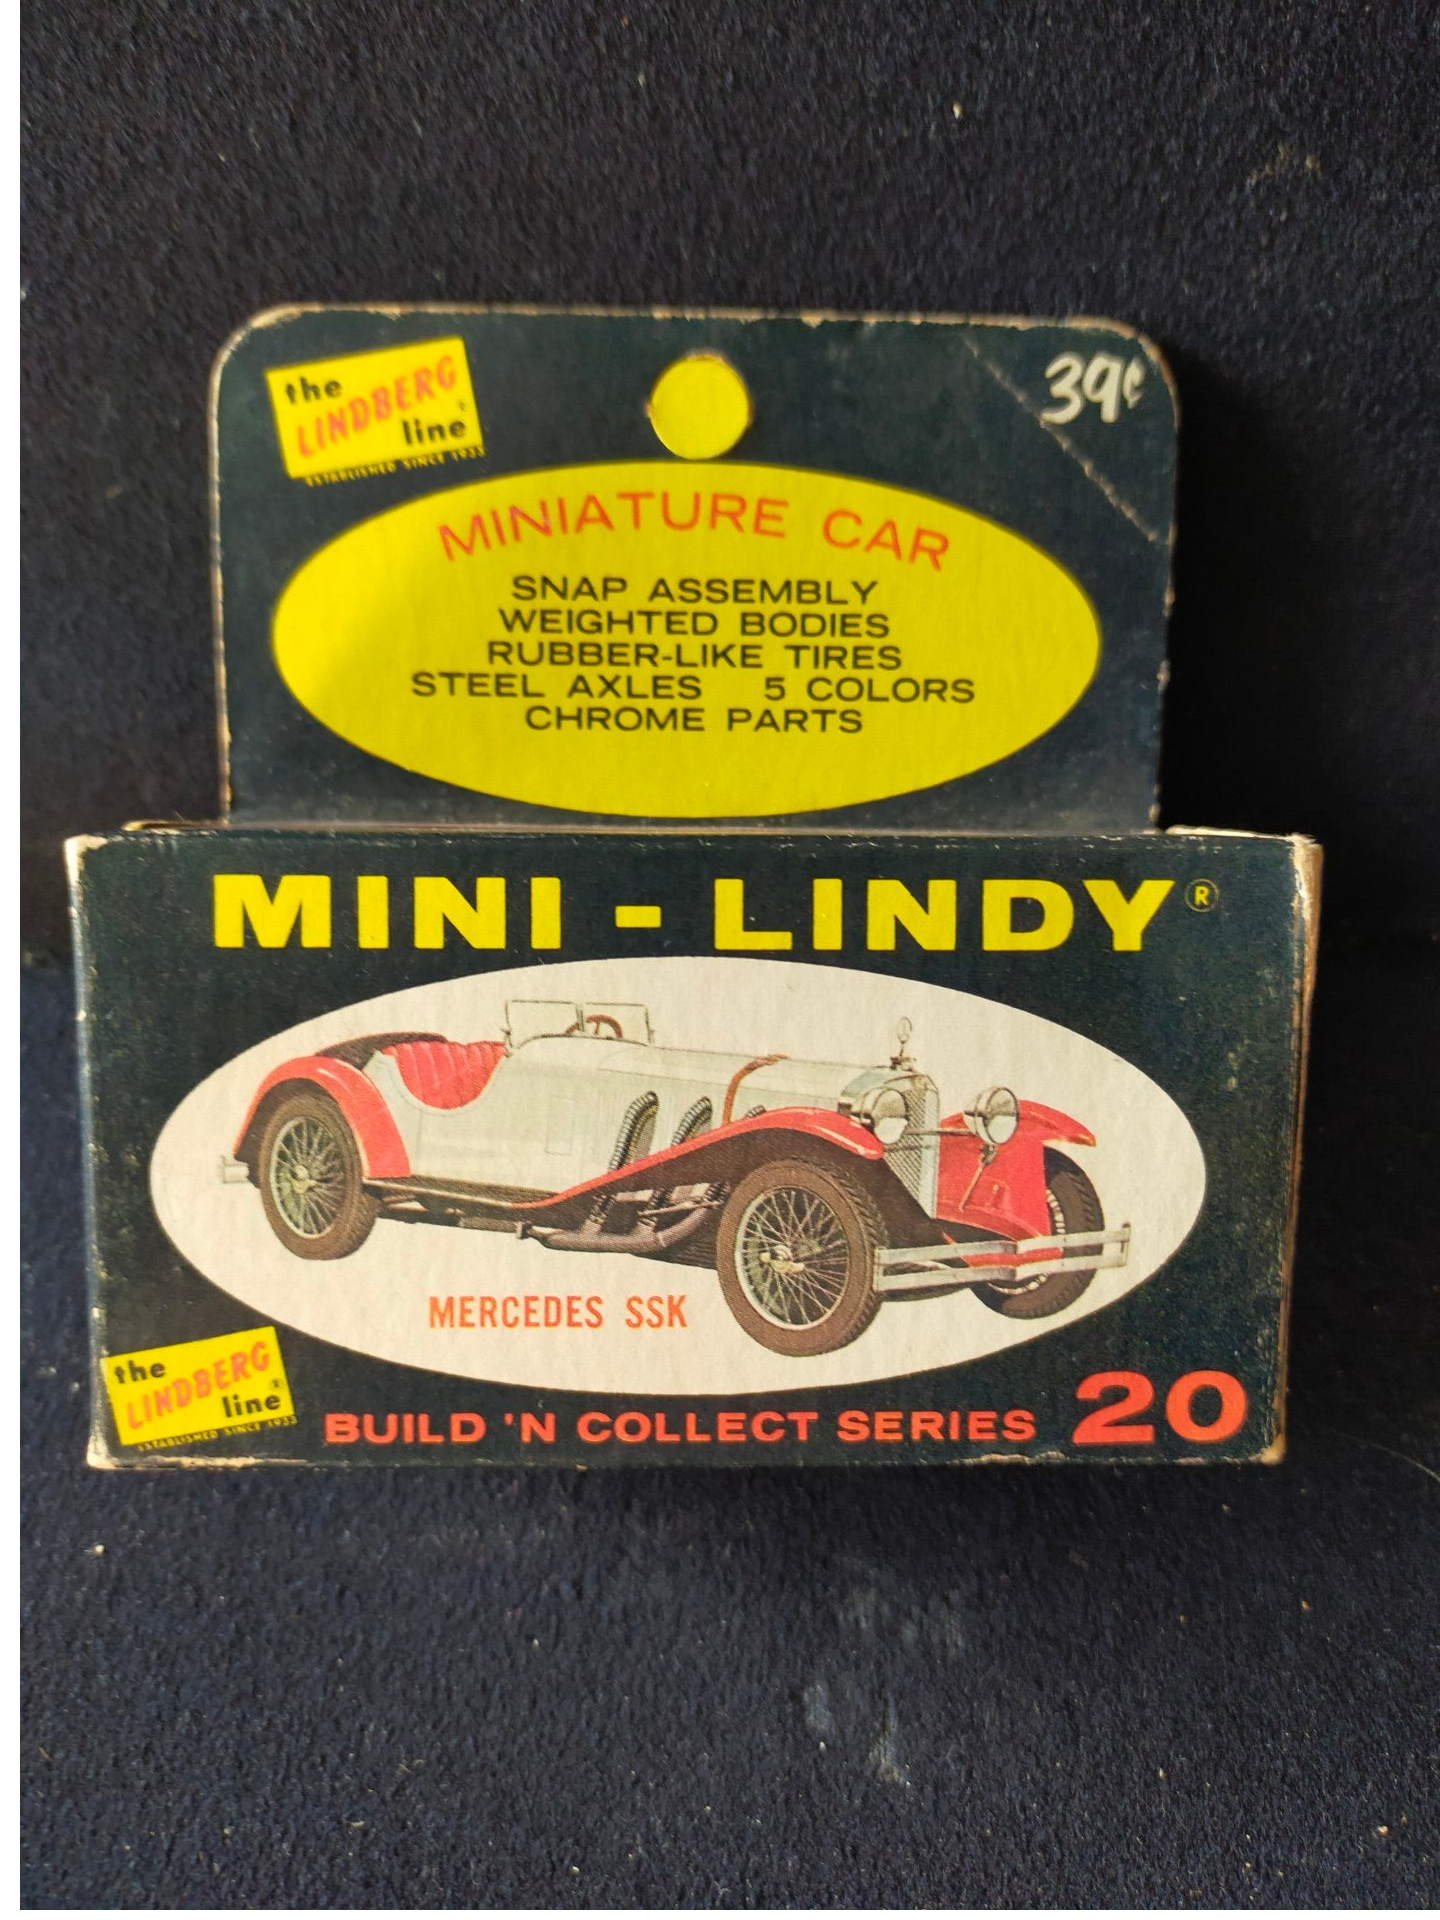 the
LINDBERG
line
ESTABLISHED SINCE 1933
39¢
MINIATURE CAR
SNAP ASSEMBLY
WEIGHTED BODIES
RUBBER-LIKE TIRES
STEEL AXLES 5 COLORS
CHROME PARTS
MINI - LINDY®
MERCEDES SSK
the
LINDBERG
line®
ESTABLISHED SINCE 1933
BUILD 'N COLLECT SERIES 20